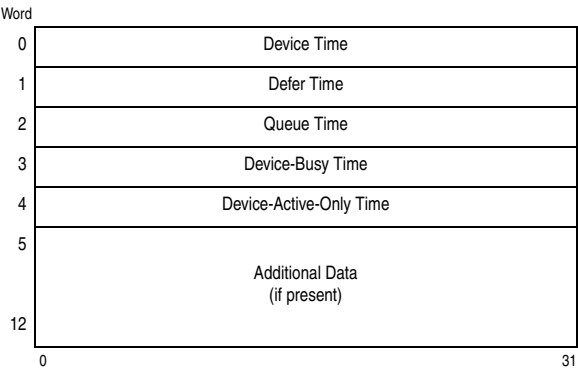 Word
0 Device Time
1 Defer Time
2 Queue Time
3 Device-Busy Time
4 Device-Active-Only Time
5
Additional Data
(if present)
12
0 31